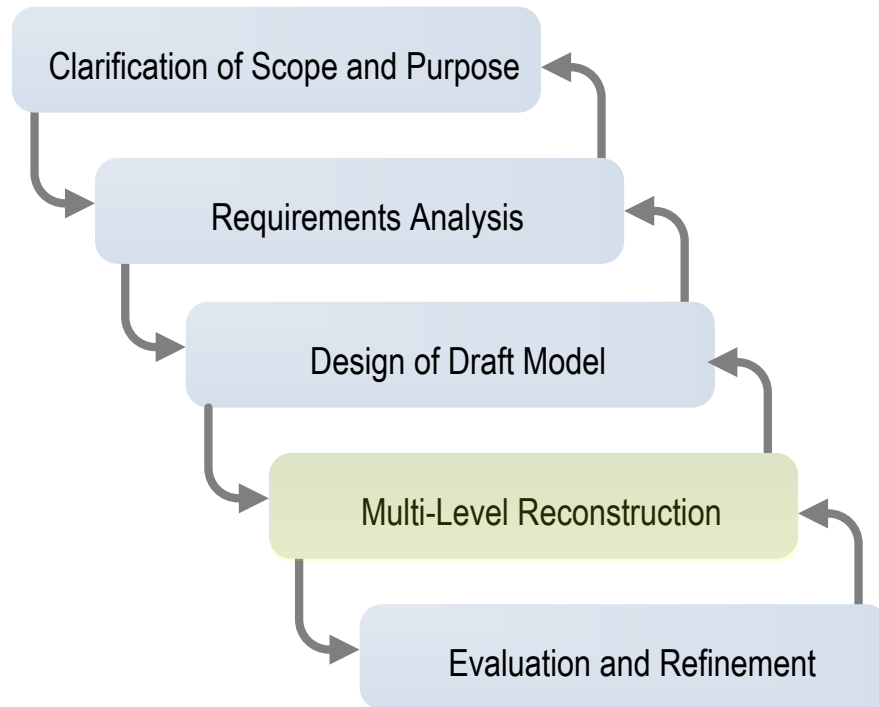 Clarification of Scope and Purpose
Requirements Analysis
Design of Draft Model
Multi-Level Reconstruction
Evaluation and Refinement